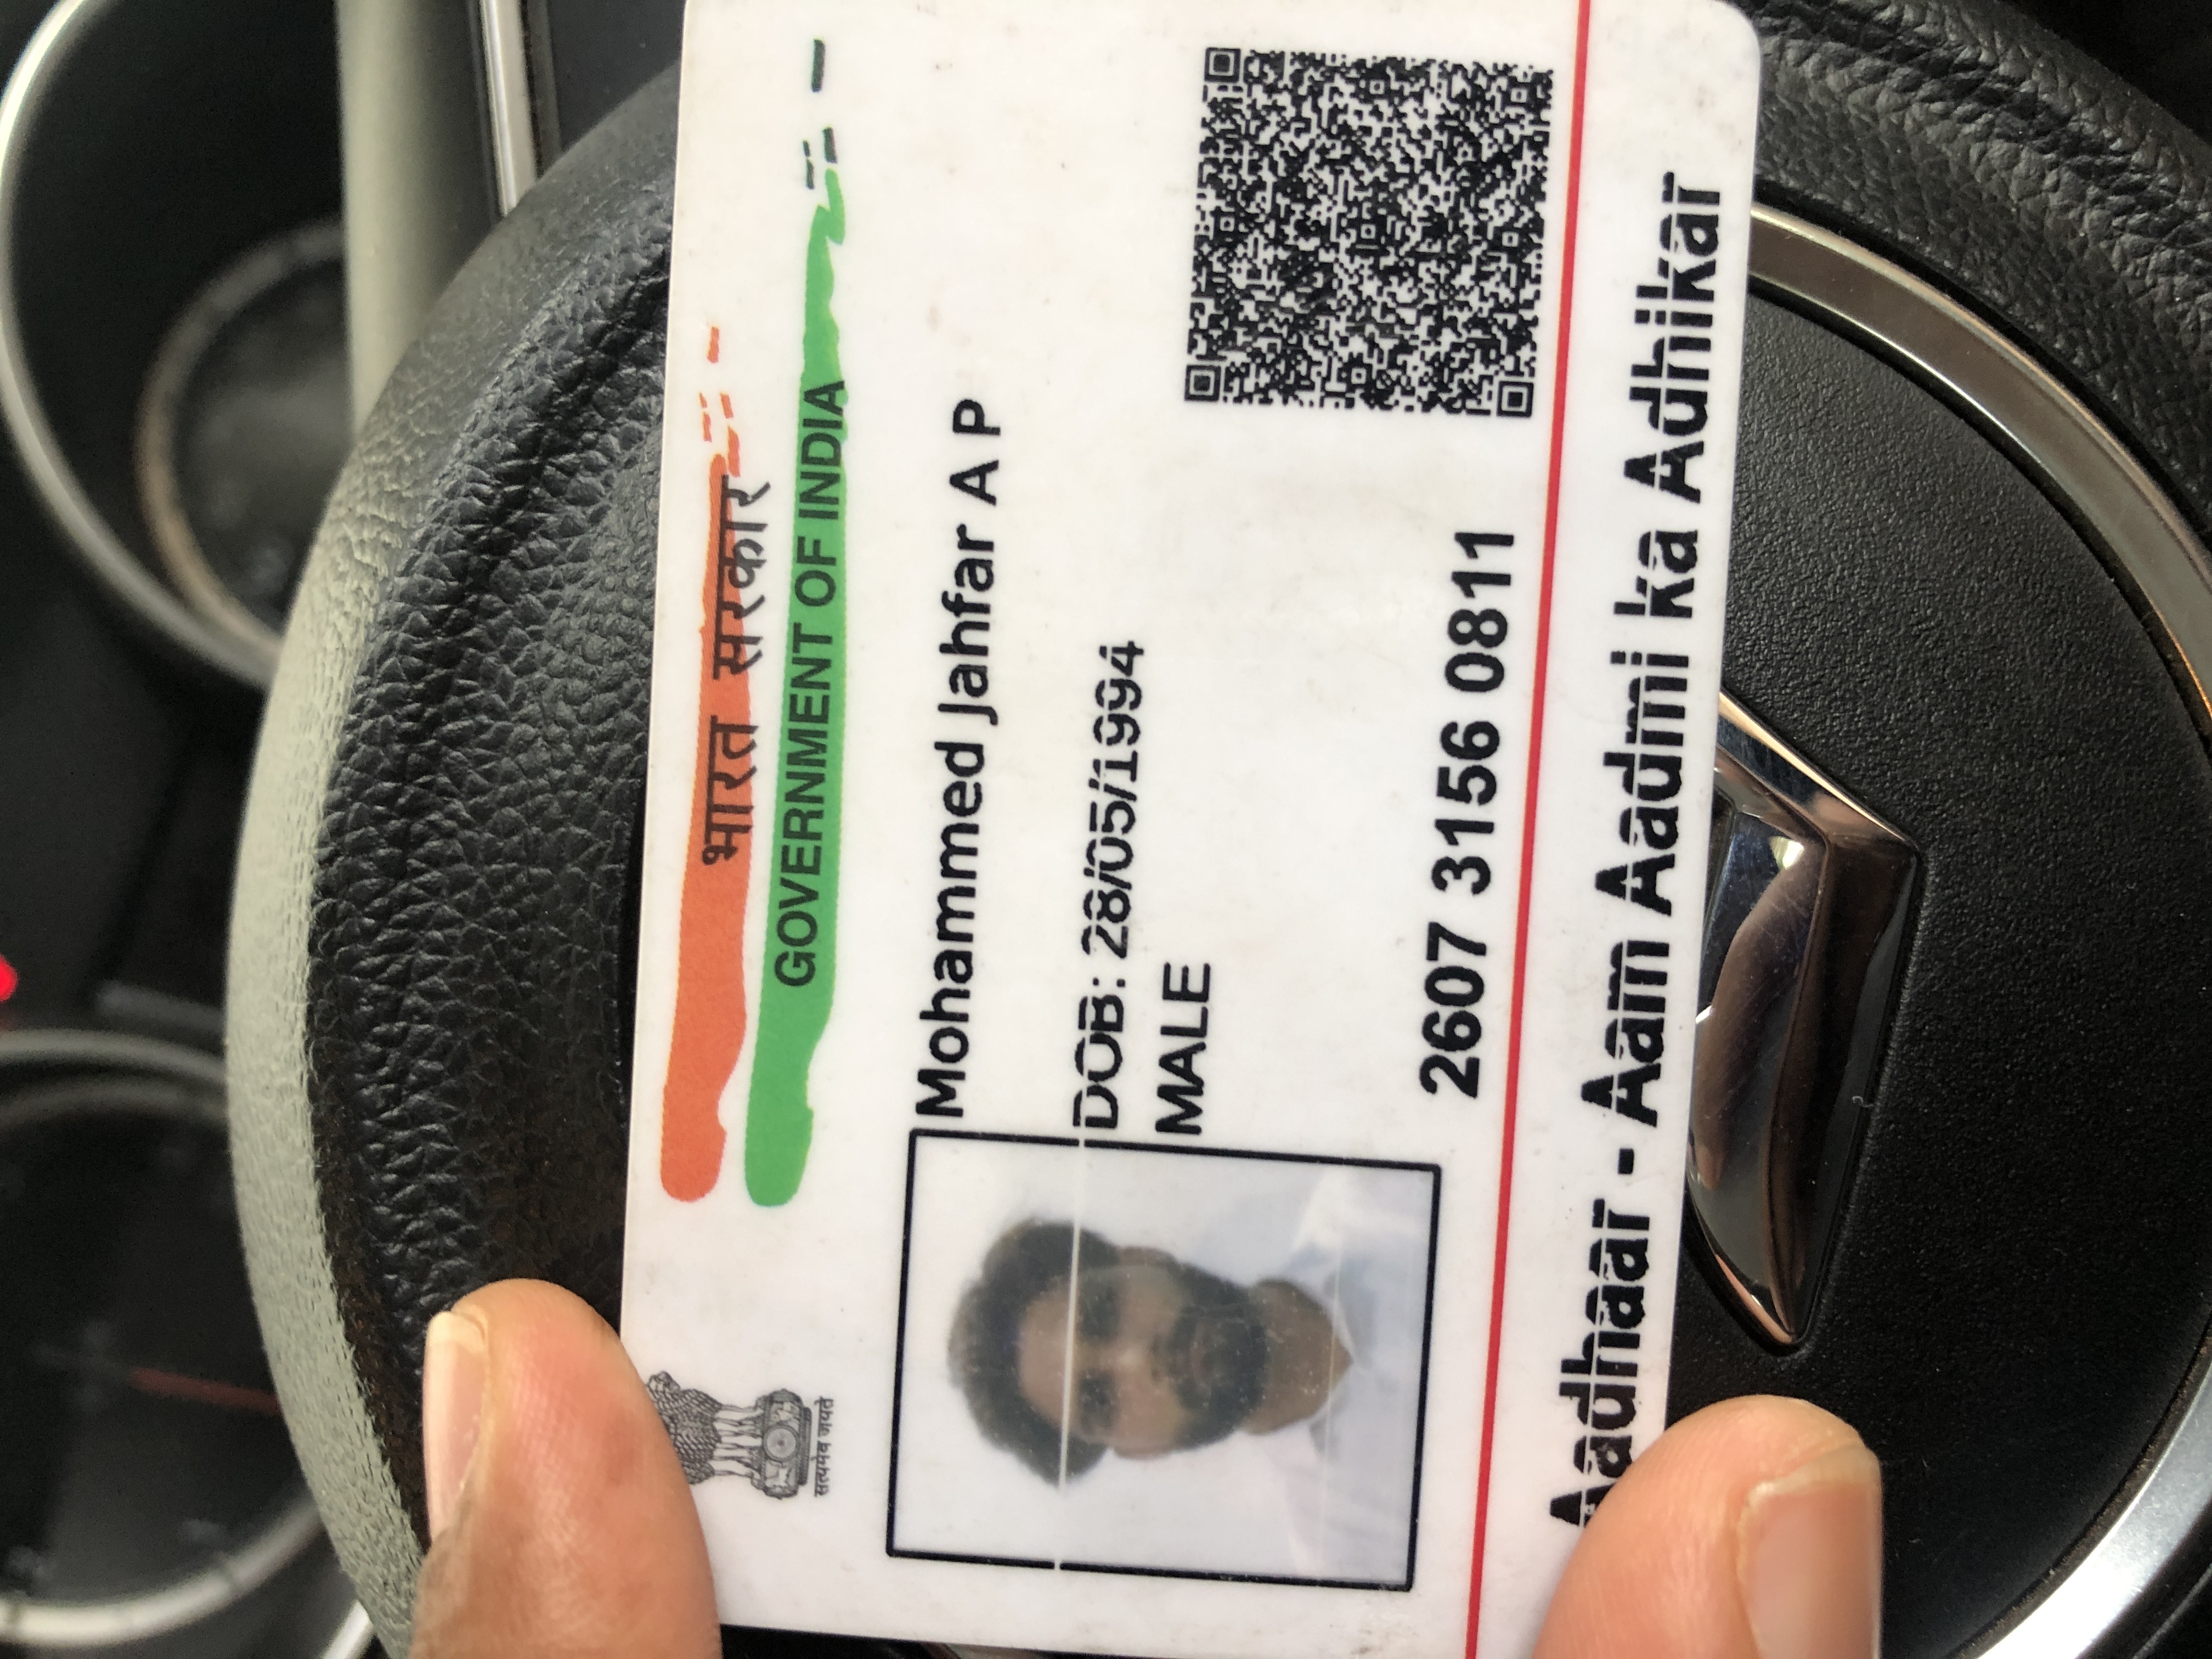 भारत सरकार
GOVERNMENT OF INDIA
सत्यमेव जयते
Mohammed Jahfar A P
DOB: 28/05/1994
MALE
2607 3156 0811
Aadhaar - Aam Aadmi ka Adhikar